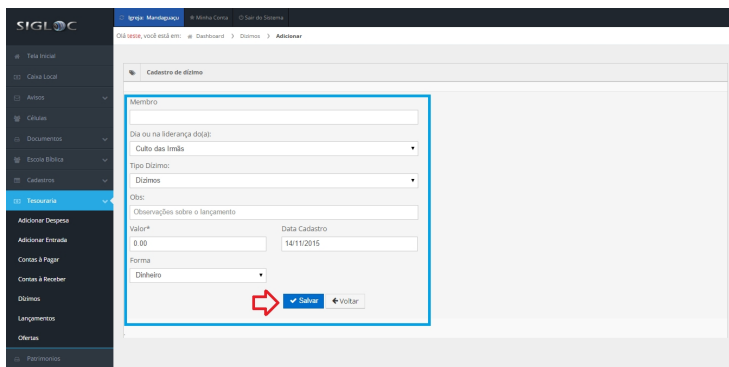 SIGLOC
Igreja: Mandaguaçu
Minha Conta
Sair do Sistema
Olá teste, você está em: Dashboard > Dizimos > Adicionar
Tela Inicial
Caixa Local
Avisos
Células
Documentos
Escola Bíblica
Cadastros
Tesouraria
Adicionar Despesa
Adicionar Entrada
Contas à Pagar
Contas à Receber
Dízimos
Lançamentos
Ofertas
Patrimonios
Cadastro de dízimo
Membro
Dia ou na liderança do(a):
Culto das Irmãs
Tipo Dízimo:
Dízimos
Obs:
Observações sobre o lançamento
Valor* Data Cadastro
0.00 14/11/2015
Forma
Dinheiro
Salvar Voltar